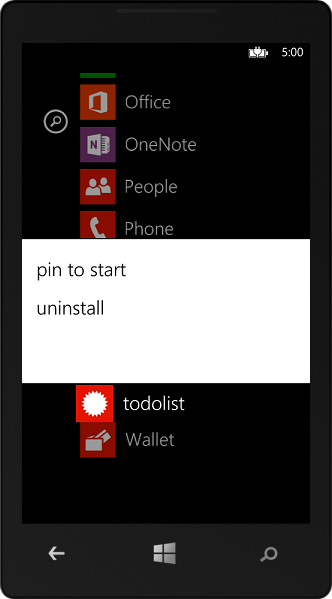 5:00
Office
OneNote
People
Phone
pin to start
uninstall
todolist
Wallet